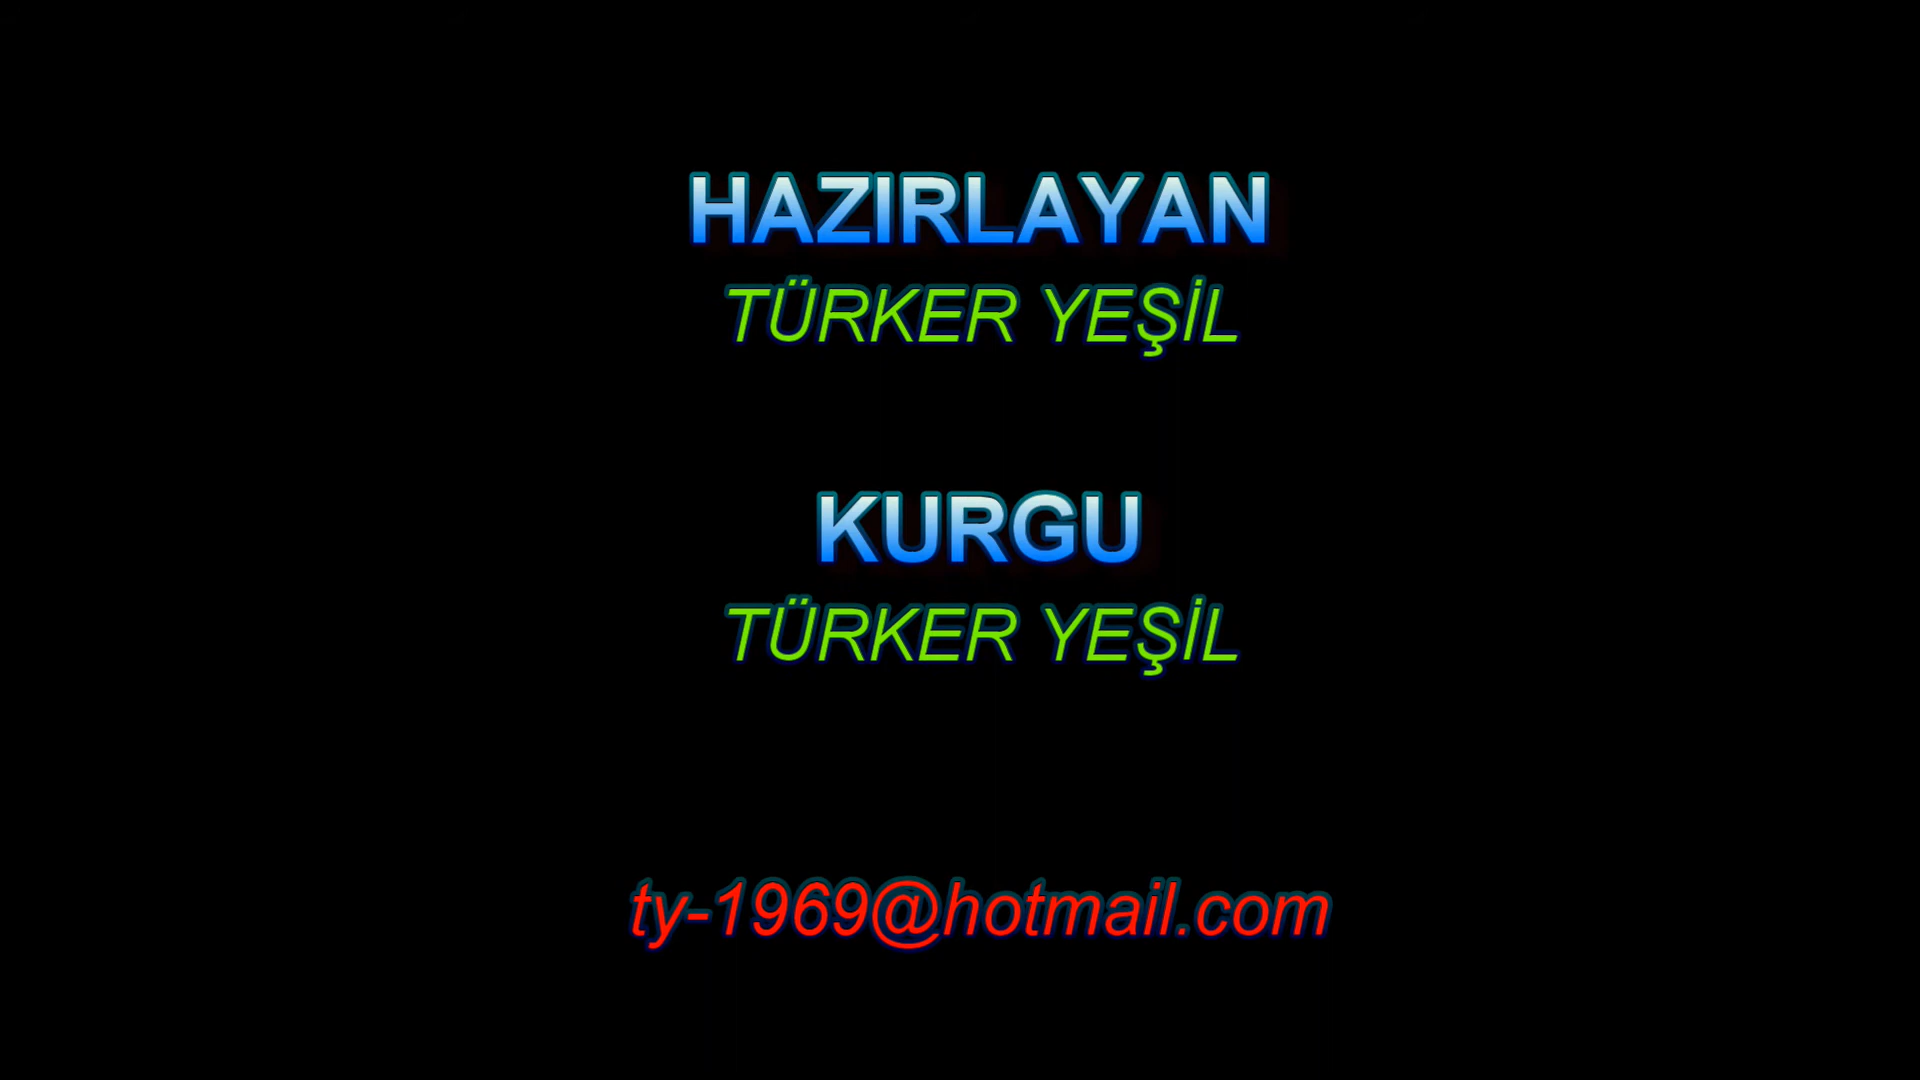 HAZIRLAYAN
TÜRKER YEŞİL
KURGU
TÜRKER YEŞİL
ty-1969@hotmail.com